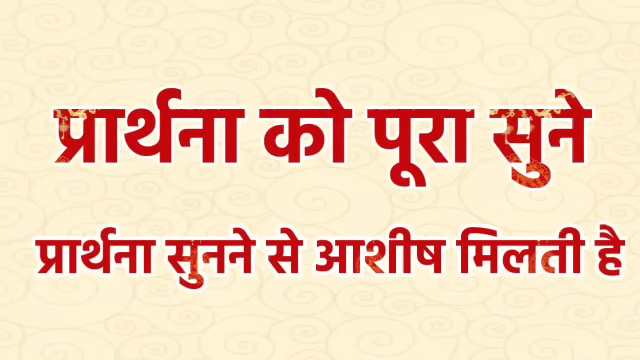 प्रार्थना को पूरा सुने
प्रार्थना सुनने से आशीष मिलती है